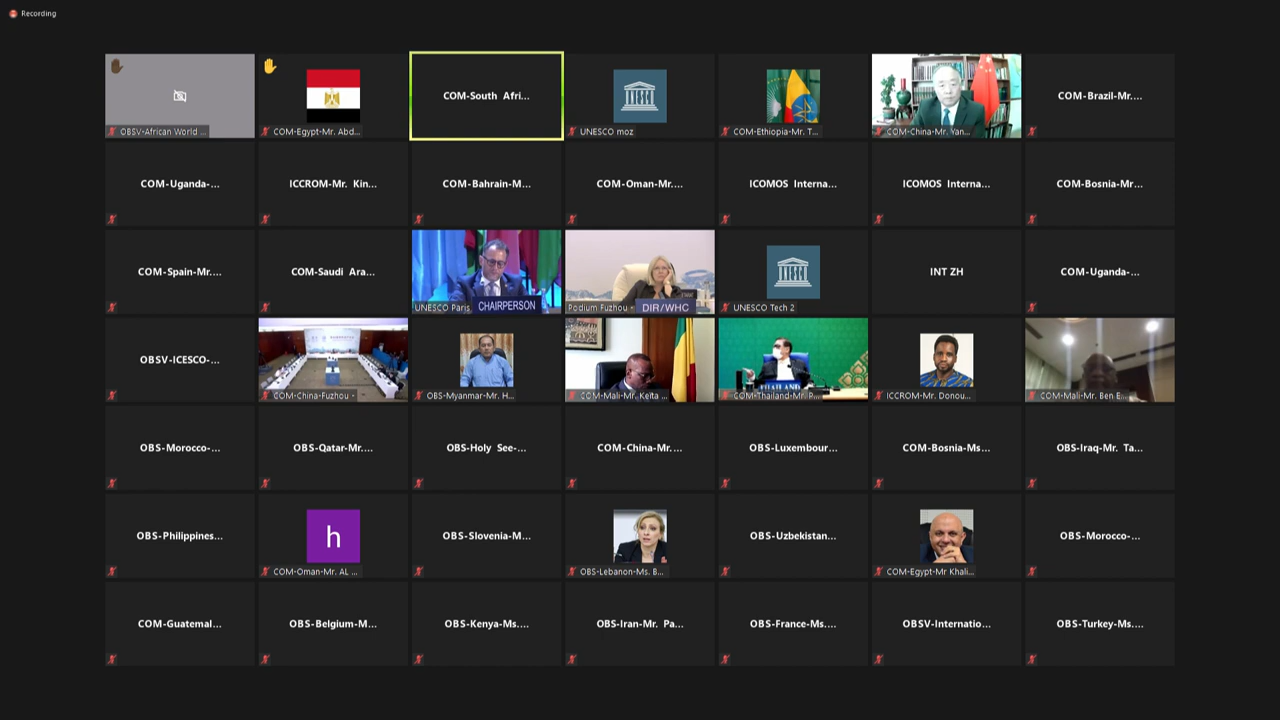 Recording
OBSV-African World ...
COM-Egypt-Mr. Abd...
COM-South Afri...
UNESCO moz
COM-Ethiopia-Mr. T...
COM-China-Mr. Yan...
COM-Brazil-Mr....
COM-Uganda-...
ICCROM-Mr. Kin...
COM-Bahrain-M...
COM-Oman-Mr....
ICOMOS Interna...
ICOMOS Interna...
COM-Bosnia-Mr...
COM-Spain-Mr....
COM-Saudi Ara...
CHAIRPERSON
UNESCO Paris
DIR/WHC
Podium Fuzhou -
UNESCO Tech 2
INT ZH
COM-Uganda-...
OBSV-ICESCO-...
COM-China-Fuzhou -
OBS-Myanmar-Mr. H...
COM-Mali-Mr. Keita ...
THAILAND
COM-Thailand-Mr. P...
ICCROM-Mr. Donou...
COM-Mali-Mr. Ben E...
OBS-Morocco-...
OBS-Qatar-Mr....
OBS-Holy See-...
COM-China-Mr....
OBS-Luxembour...
COM-Bosnia-Ms...
OBS-Iraq-Mr. Ta...
OBS-Philippines...
h
COM-Oman-Mr. AL ...
OBS-Slovenia-M...
OBS-Lebanon-Ms. B...
OBS-Uzbekistan...
COM-Egypt-Mr Khali...
OBS-Morocco-...
COM-Guatemal...
OBS-Belgium-M...
OBS-Kenya-Ms....
OBS-Iran-Mr. Pa...
OBS-France-Ms....
OBSV-Internatio...
OBS-Turkey-Ms....